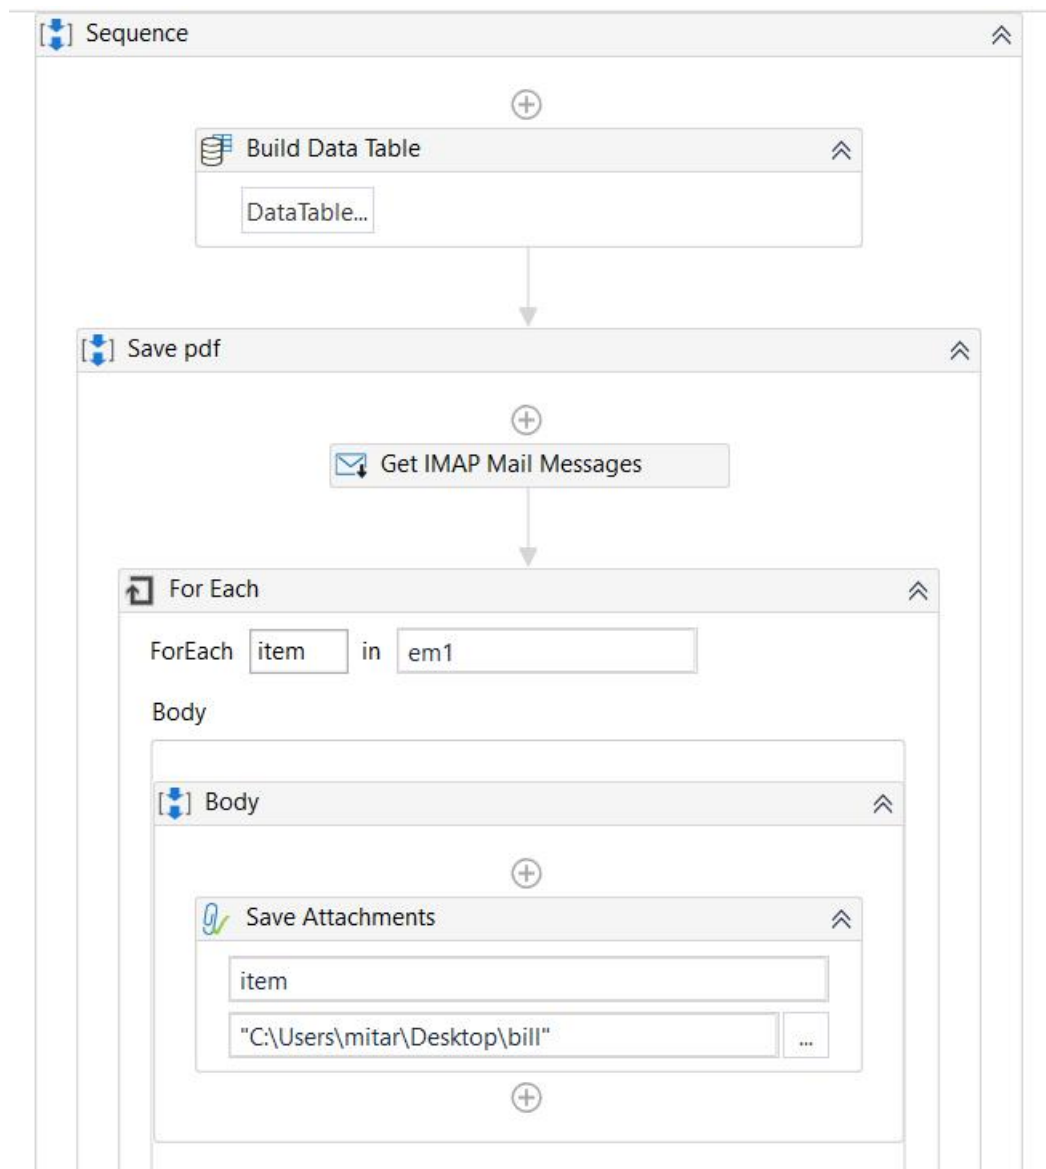 Sequence
Build Data Table
DataTable...
Save pdf
Get IMAP Mail Messages
For Each
ForEach item in em1
Body
Body
Save Attachments
item
"C:\Users\mitar\Desktop\bill" ...